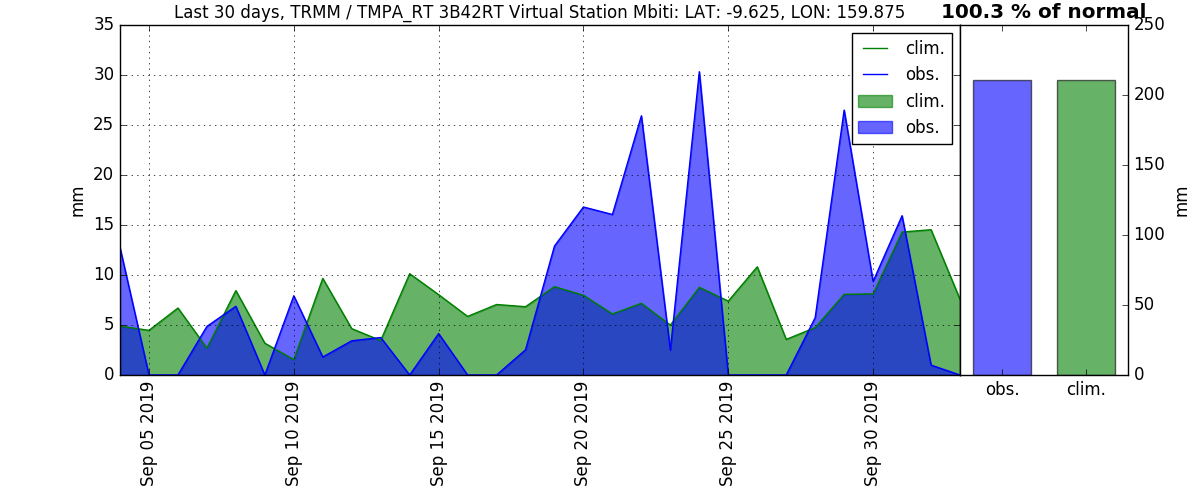 Last 30 days, TRMM / TMPA_RT 3B42RT Virtual Station Mbiti: LAT: -9.625, LON: 159.875
100.3 % of normal
35
30
25
20
15
10
5
0
mm
Sep 05 2019
Sep 10 2019
Sep 15 2019
Sep 20 2019
Sep 25 2019
Sep 30 2019
clim.
obs.
clim.
obs.
250
200
150
100
50
0
mm
obs.
clim.